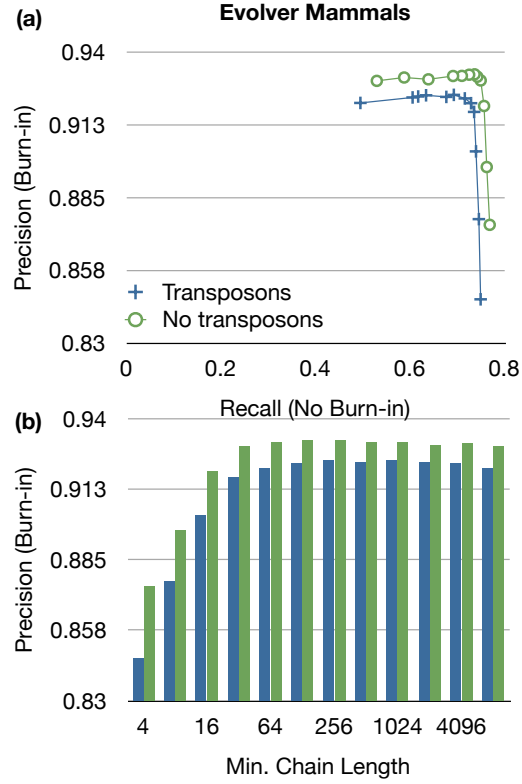 (a)
Evolver Mammals
Precision (Burn-in)
0.94
0.913
0.885
0.858
0.83
Transposons
No transposons
0 0.2 0.4 0.6 0.8
Recall (No Burn-in)
(b)
Precision (Burn-in)
0.94
0.913
0.885
0.858
0.83
4 16 64 256 1024 4096
Min. Chain Length